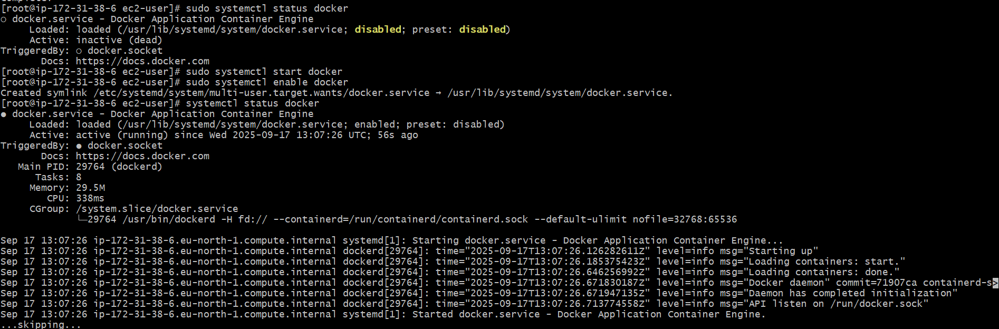 [root@ip-172-31-38-6 ec2-user]# sudo systemctl status docker
○ docker.service - Docker Application Container Engine
     Loaded: loaded (/usr/lib/systemd/system/docker.service; disabled; preset: disabled)
     Active: inactive (dead)
TriggeredBy: ○ docker.socket
       Docs: https://docs.docker.com
[root@ip-172-31-38-6 ec2-user]# sudo systemctl start docker
[root@ip-172-31-38-6 ec2-user]# sudo systemctl enable docker
Created symlink /etc/systemd/system/multi-user.target.wants/docker.service → /usr/lib/systemd/system/docker.service.
[root@ip-172-31-38-6 ec2-user]# systemctl status docker
● docker.service - Docker Application Container Engine
     Loaded: loaded (/usr/lib/systemd/system/docker.service; enabled; preset: disabled)
     Active: active (running) since Wed 2025-09-17 13:07:26 UTC; 56s ago
TriggeredBy: ● docker.socket
       Docs: https://docs.docker.com
   Main PID: 29764 (dockerd)
      Tasks: 8
     Memory: 29.5M
        CPU: 338ms
     CGroup: /system.slice/docker.service
             └─29764 /usr/bin/dockerd -H fd:// --containerd=/run/containerd/containerd.sock --default-ulimit nofile=32768:65536
Sep 17 13:07:26 ip-172-31-38-6.eu-north-1.compute.internal systemd[1]: Starting docker.service - Docker Application Container Engine...
Sep 17 13:07:26 ip-172-31-38-6.eu-north-1.compute.internal dockerd[29764]: time="2025-09-17T13:07:26.126282611Z" level=info msg="Starting up"
Sep 17 13:07:26 ip-172-31-38-6.eu-north-1.compute.internal dockerd[29764]: time="2025-09-17T13:07:26.185375423Z" level=info msg="Loading containers: start."
Sep 17 13:07:26 ip-172-31-38-6.eu-north-1.compute.internal dockerd[29764]: time="2025-09-17T13:07:26.646256992Z" level=info msg="Loading containers: done."
Sep 17 13:07:26 ip-172-31-38-6.eu-north-1.compute.internal dockerd[29764]: time="2025-09-17T13:07:26.671830187Z" level=info msg="Docker daemon" commit=71907ca containerd-s>
Sep 17 13:07:26 ip-172-31-38-6.eu-north-1.compute.internal dockerd[29764]: time="2025-09-17T13:07:26.671947135Z" level=info msg="Daemon has completed initialization"
Sep 17 13:07:26 ip-172-31-38-6.eu-north-1.compute.internal dockerd[29764]: time="2025-09-17T13:07:26.713774558Z" level=info msg="API listen on /run/docker.sock"
Sep 17 13:07:26 ip-172-31-38-6.eu-north-1.compute.internal systemd[1]: Started docker.service - Docker Application Container Engine.
...skipping...